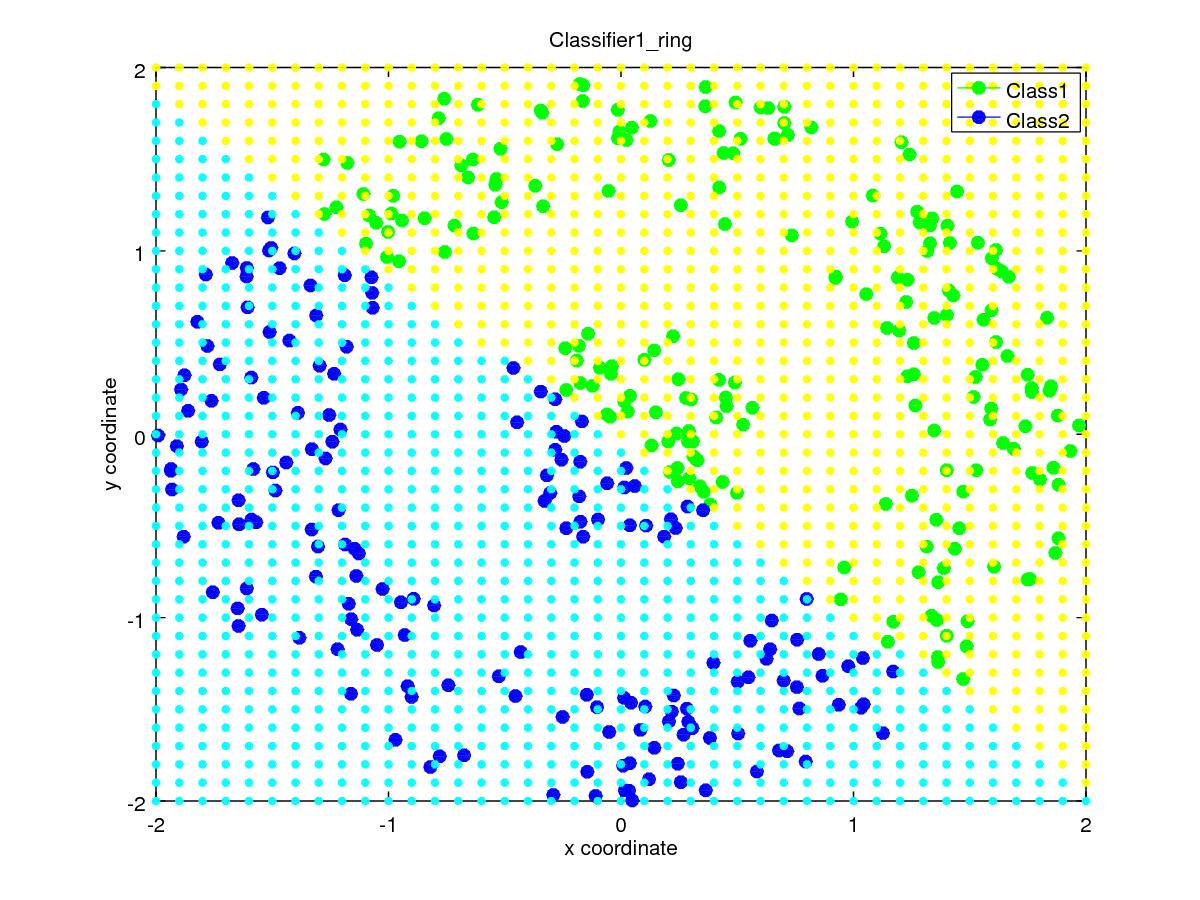 Classifier1_ring
2
1
0
-1
-2
y coordinate
Class1
Class2
-2
-1
0
1
2
x coordinate